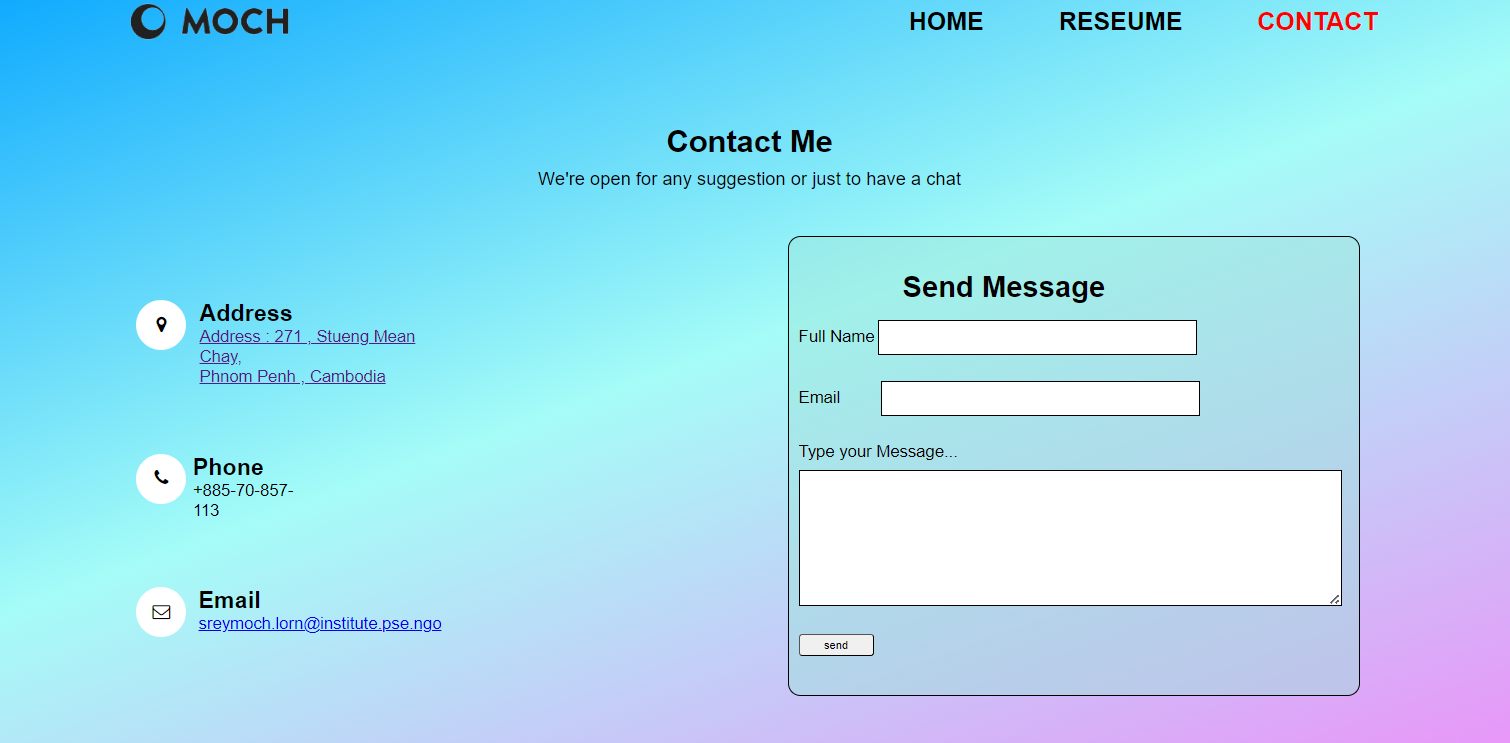 MOCH
HOME
RESEUME
CONTACT
Contact Me
We're open for any suggestion or just to have a chat
Address
Address : 271 , Stueng Mean
Chay,
Phnom Penh , Cambodia
Phone
+885-70-857-
113
Email
sreymoch.lorn@institute.pse.ngo
Send Message
Full Name
Email
Type your Message...
send